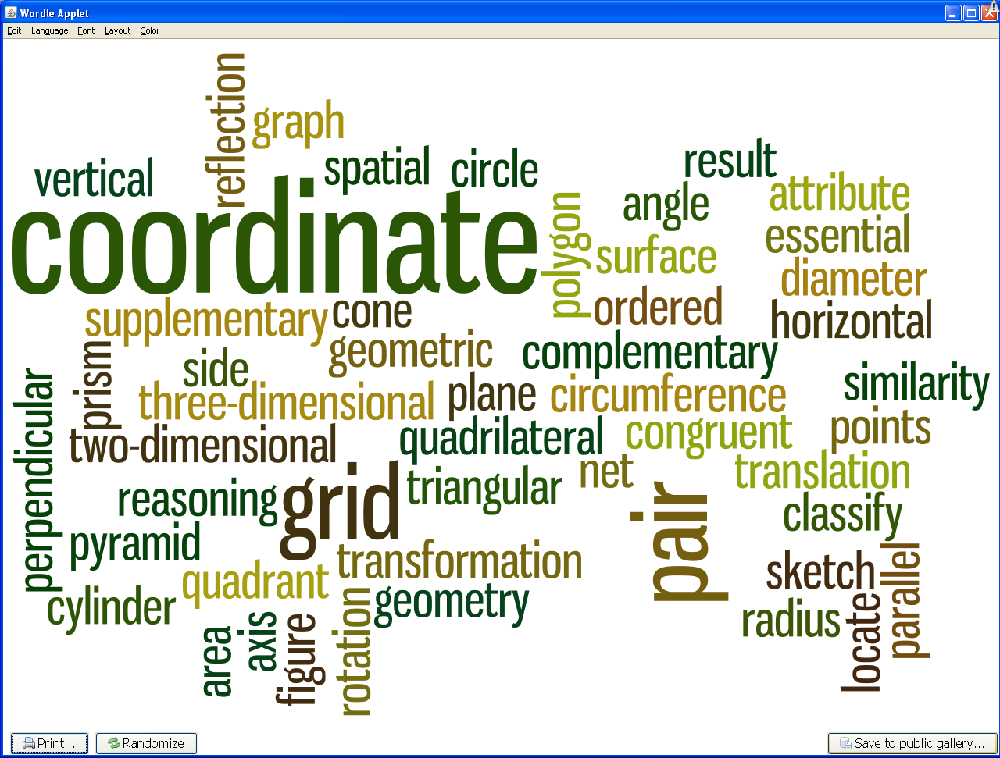 Wordle Applet
Edit Language Font Layout Color
reflection
graph
vertical
spatial
circle
result
coordinate
polygon
angle
attribute
surface
essential
diameter
supplementary
cone
ordered
horizontal
geometric
complementary
prism
side
perpendicular
three-dimensional
plane
circumference
similarity
two-dimensional
quadrilateral
congruent
points
reasoning
grid
triangular
net
pair
translation
classify
pyramid
transformation
sketch
parallel
quadrant
cylinder
geometry
radius
locate
area
axis
figure
rotation
Print...
Randomize
Save to public gallery...